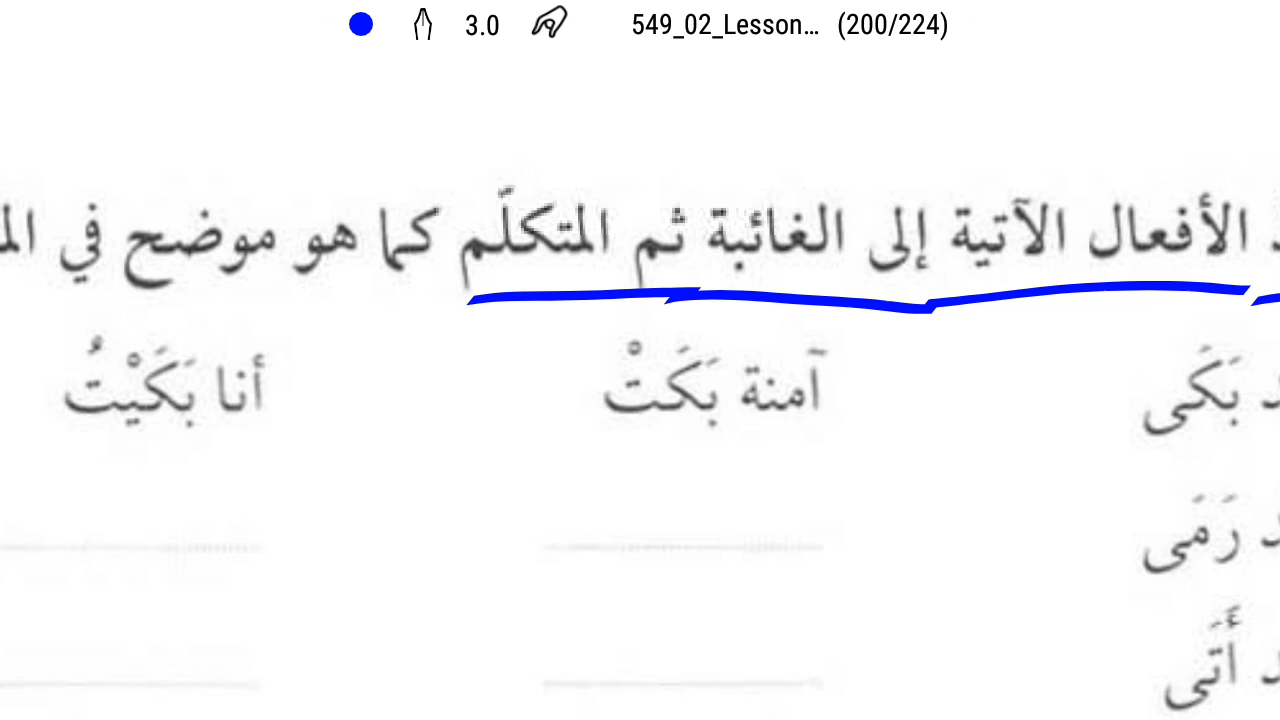 3.0 549_02_Lesson… (200/224)
الأفعال الآتية إلى الغائبة ثم المتكلّم كما هو موضح في
بَكَى آمنة بَكَتْ أنا بَكَيْتُ
رَمَى
أَتَى